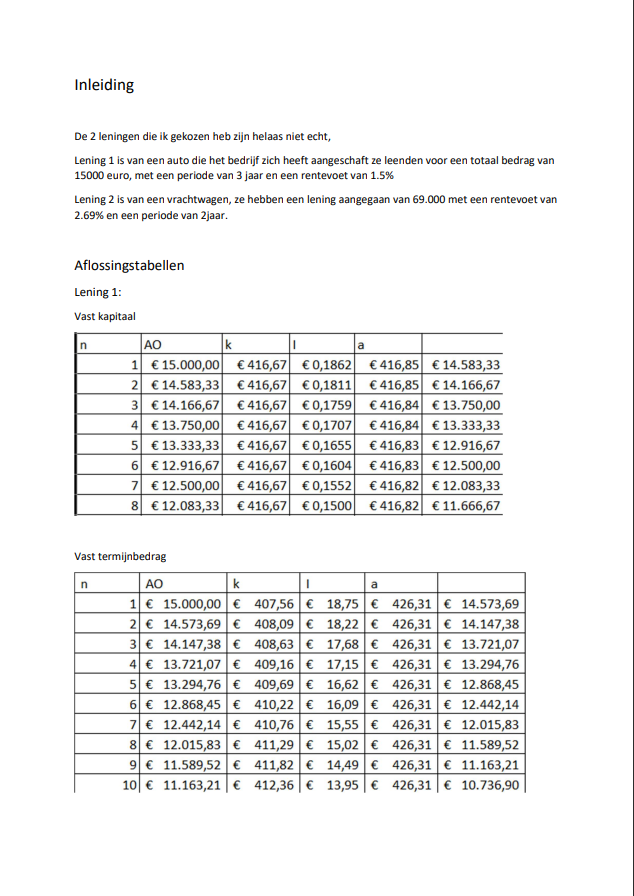 Inleiding
De 2 leningen die ik gekozen heb zijn helaas niet echt,
Lening 1 is van een auto die het bedrijf zich heeft aangeschaft ze leenden voor een totaal bedrag van
15000 euro, met een periode van 3 jaar en een rentevoet van 1.5%
Lening 2 is van een vrachtwagen, ze hebben een lening aangegaan van 69.000 met een rentevoet van
2.69% en een periode van 2jaar.
Aflossingstabellen
Lening 1:
Vast kapitaal
n AO k I a
1 € 15.000,00 € 416,67 € 0,1862 € 416,85 € 14.583,33
2 € 14.583,33 € 416,67 € 0,1811 € 416,85 € 14.166,67
3 € 14.166,67 € 416,67 € 0,1759 € 416,84 € 13.750,00
4 € 13.750,00 € 416,67 € 0,1707 € 416,84 € 13.333,33
5 € 13.333,33 € 416,67 € 0,1655 € 416,83 € 12.916,67
6 € 12.916,67 € 416,67 € 0,1604 € 416,83 € 12.500,00
7 € 12.500,00 € 416,67 € 0,1552 € 416,82 € 12.083,33
8 € 12.083,33 € 416,67 € 0,1500 € 416,82 € 11.666,67
Vast termijnbedrag
n AO k I a
1 € 15.000,00 € 407,56 € 18,75 € 426,31 € 14.573,69
2 € 14.573,69 € 408,09 € 18,22 € 426,31 € 14.147,38
3 € 14.147,38 € 408,63 € 17,68 € 426,31 € 13.721,07
4 € 13.721,07 € 409,16 € 17,15 € 426,31 € 13.294,76
5 € 13.294,76 € 409,69 € 16,62 € 426,31 € 12.868,45
6 € 12.868,45 € 410,22 € 16,09 € 426,31 € 12.442,14
7 € 12.442,14 € 410,76 € 15,55 € 426,31 € 12.015,83
8 € 12.015,83 € 411,29 € 15,02 € 426,31 € 11.589,52
9 € 11.589,52 € 411,82 € 14,49 € 426,31 € 11.163,21
10 € 11.163,21 € 412,36 € 13,95 € 426,31 € 10.736,90